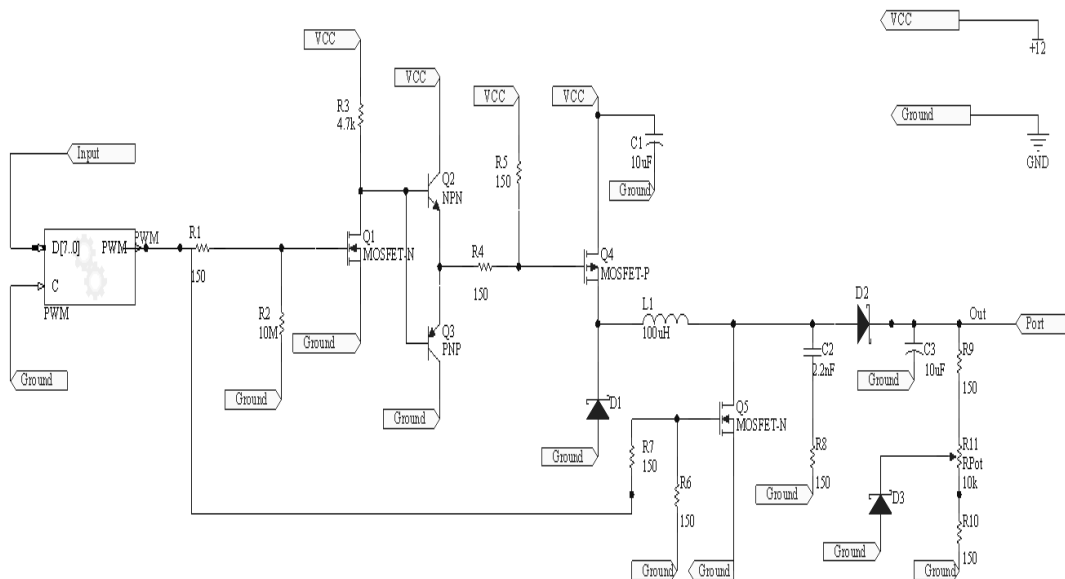 VCC
VCC
+12
Ground
GND
VCC
R3
4.7k
VCC
VCC
VCC
C1
10uF
Ground
R5
150
Input
D[7..0]
PWM
PWM
C
PWM
Ground
R1
150
R2
10M
Ground
Q1
MOSFET-N
Ground
Q2
NPN
Q3
PNP
Ground
R4
150
Q4
MOSFET-P
L1
100uH
D1
Ground
D2
Out
Port
C2
2.2nF
C3
10uF
Ground
R9
150
Q5
MOSFET-N
R7
150
R6
150
Ground
Ground
R8
150
Ground
R11
RPot
10k
D3
Ground
R10
150
Ground